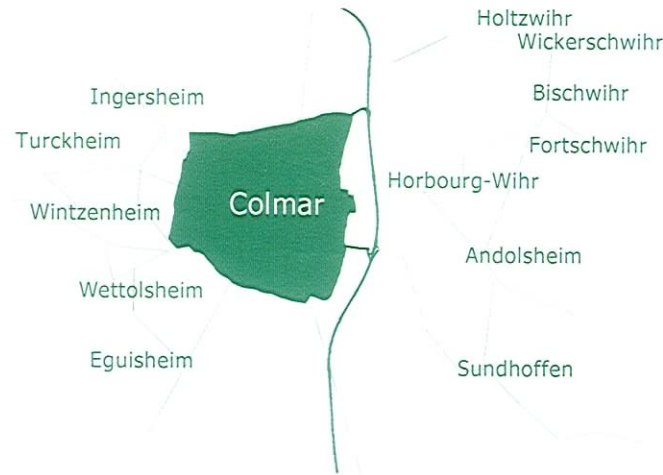 Holtzwihr
Wickerschwihr
Ingersheim
Bischwihr
Turckheim
Fortschwihr
Horbourg-Wihr
Wintzenheim
Colmar
Andolsheim
Wettolsheim
Eguisheim
Sundhoffen